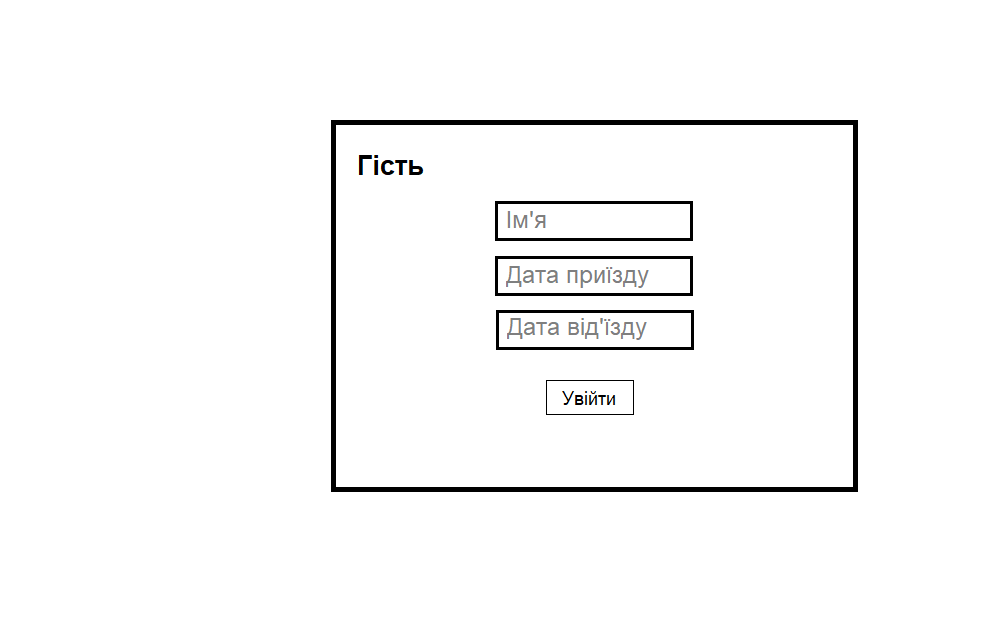 Гість
Ім'я
Дата приїзду
Дата від'їзду
Увійти